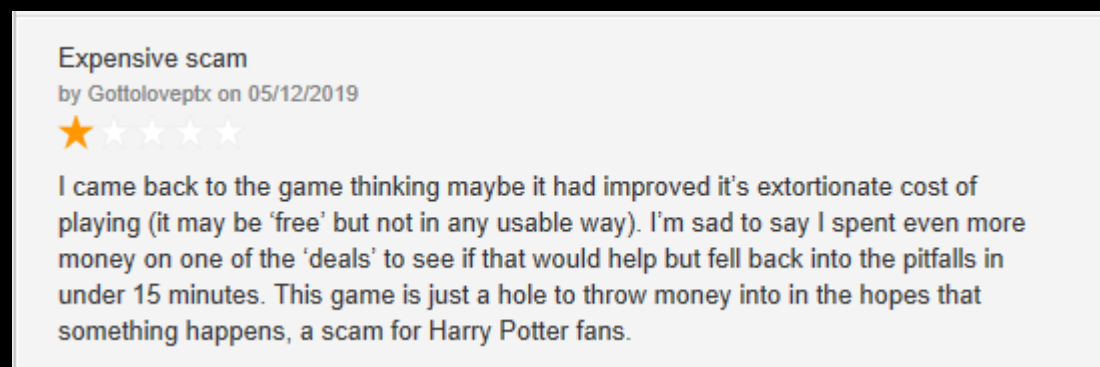 Expensive scam
by Gottoloveptx on 05/12/2019
I came back to the game thinking maybe it had improved it’s extortionate cost of
playing (it may be ‘free’ but not in any usable way). I’m sad to say I spent even more
money on one of the ‘deals’ to see if that would help but fell back into the pitfalls in
under 15 minutes. This game is just a hole to throw money into in the hopes that
something happens, a scam for Harry Potter fans.